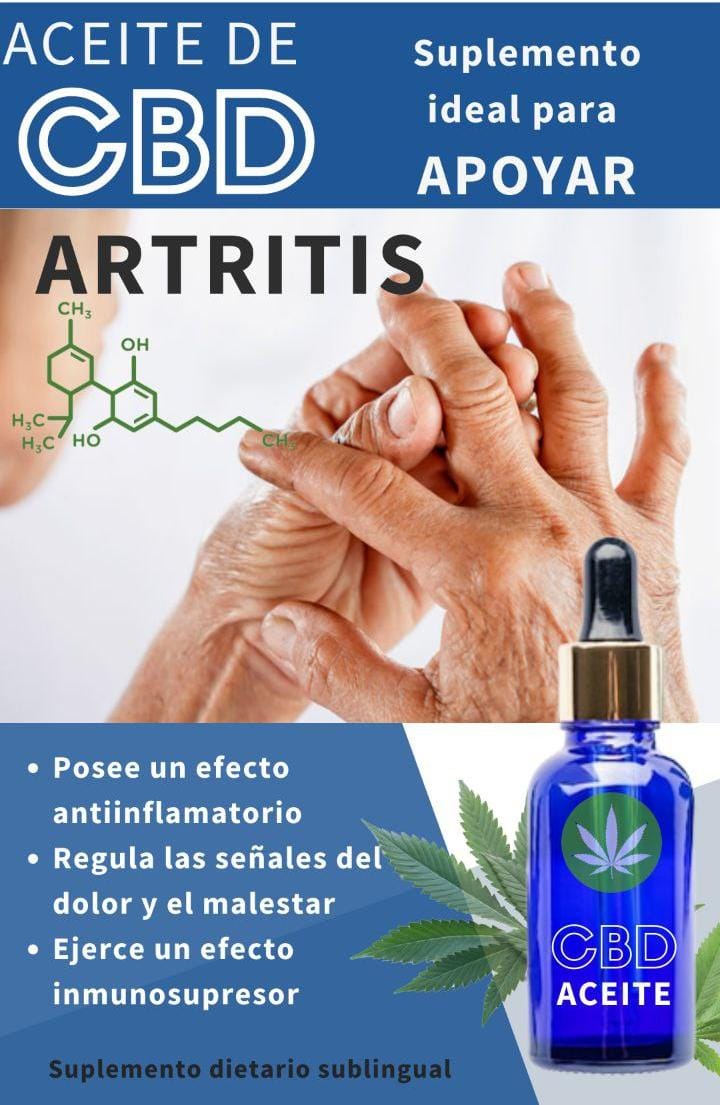 ACEITE DE
CBD
Suplemento
ideal para
APOYAR
ARTRITIS
CH₃
OH
H₃C
H₃C
HO
CH₃
• Posee un efecto
antiinflamatorio
• Regula las señales del
dolor y el malestar
• Ejerce un efecto
inmunosupresor
CBD
ACEITE
Suplemento dietario sublingual